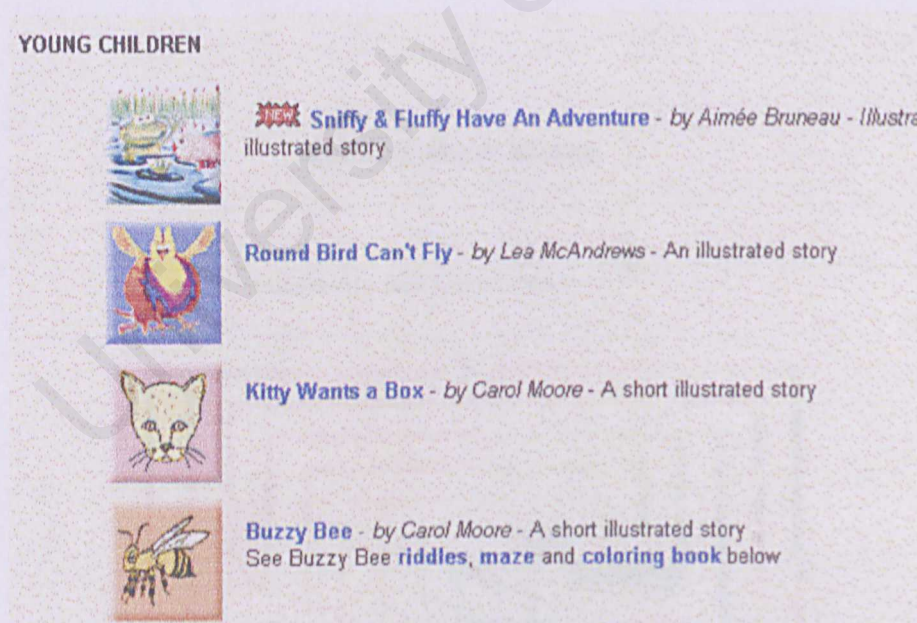 YOUNG CHILDREN
NEW Sniffy & Fluffy Have An Adventure - by Aimée Bruneau - Illustra
illustrated story
Round Bird Can't Fly - by Lea McAndrews - An illustrated story
Kitty Wants a Box - by Carol Moore - A short illustrated story
Buzzy Bee - by Carol Moore - A short illustrated story
See Buzzy Bee riddles, maze and coloring book below
University